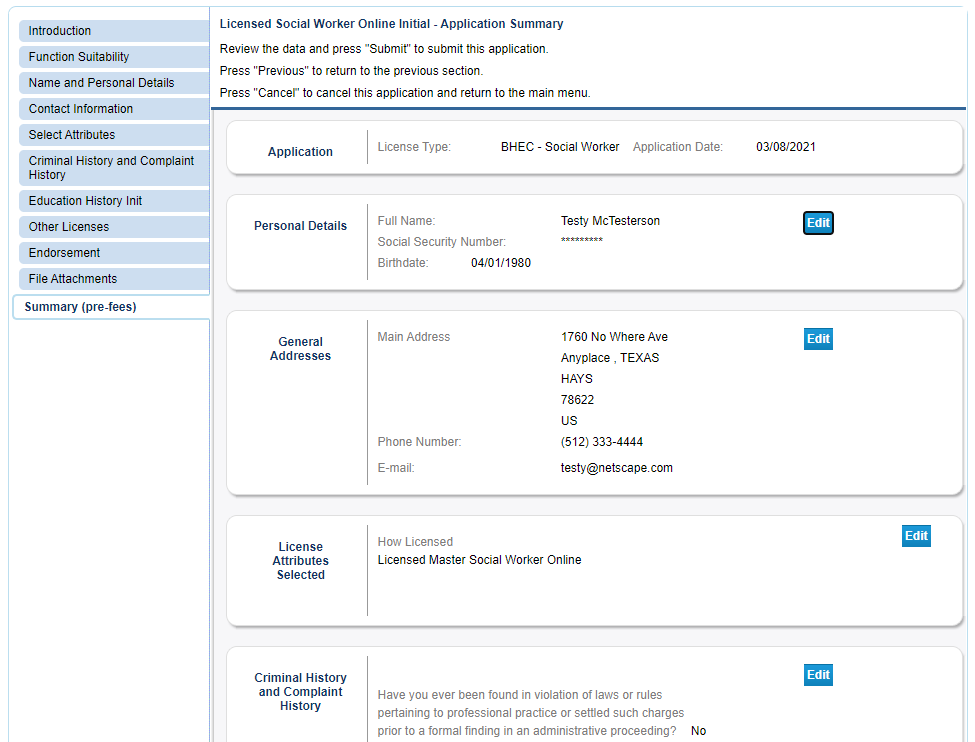 Introduction
Function Suitability
Name and Personal Details
Contact Information
Select Attributes
Criminal History and Complaint
History
Education History Init
Other Licenses
Endorsement
File Attachments
Summary (pre-fees)
Licensed Social Worker Online Initial - Application Summary
Review the data and press "Submit" to submit this application.
Press "Previous" to return to the previous section.
Press "Cancel" to cancel this application and return to the main menu.
Application
License Type: BHEC - Social Worker Application Date: 03/08/2021
Personal Details
Full Name: Testy McTesterson
Edit
Social Security Number: *********
Birthdate: 04/01/1980
General
Addresses
Main Address 1760 No Where Ave
Edit
Anyplace , TEXAS
HAYS
78622
US
Phone Number: (512) 333-4444
E-mail: testy@netscape.com
License
Attributes
Selected
How Licensed
Edit
Licensed Master Social Worker Online
Criminal History
and Complaint
History
Edit
Have you ever been found in violation of laws or rules
pertaining to professional practice or settled such charges
prior to a formal finding in an administrative proceeding? No